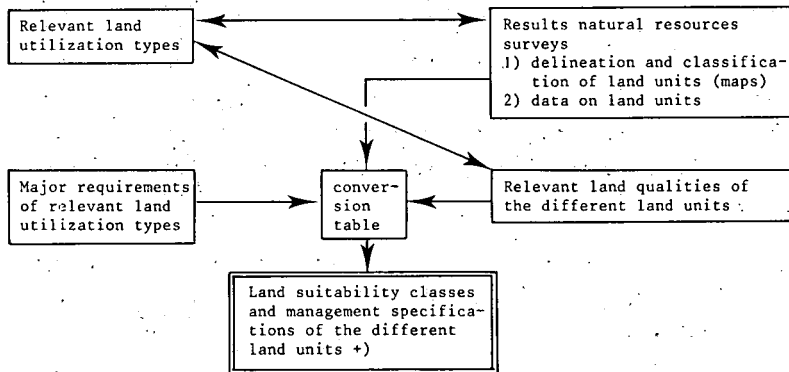 Relevant land
utilization types
Results natural resources
surveys
1) delineation and classifica-
tion of land units (maps)
2) data on land units
Major requirements
of relevant land
utilization types
conver-
sion
table
Relevant land qualities of
the different land units
Land suitability classes
and management specifica-
tions of the different
land units +)